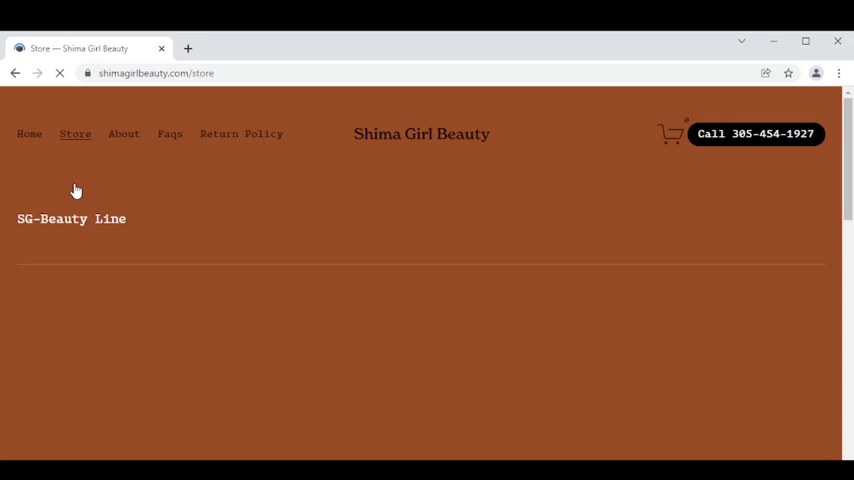 Store — Shima Girl Beauty
shimagirlbeauty.com/store
Home Store About Faqs Return Policy
Shima Girl Beauty
0
Call 305-454-1927
SG-Beauty Line